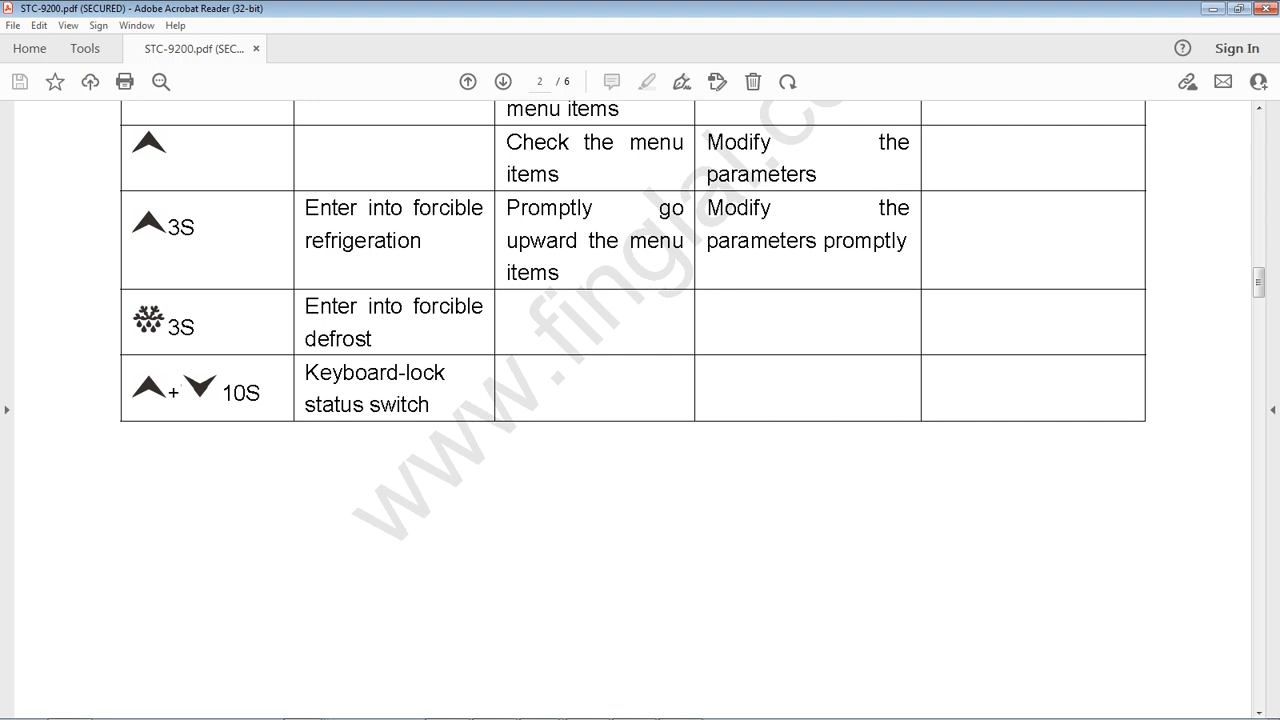 STC-9200.pdf (SECURED) - Adobe Acrobat Reader (32-bit)
File Edit View Sign Window Help
Home Tools STC-9200.pdf (SEC... ×
Sign In
2 / 6
menu items
Check the menu
items
Modify the
parameters
3S
Enter into forcible
refrigeration
Promptly go
upward the menu
items
Modify the
parameters promptly
3S
Enter into forcible
defrost
+ 10S
Keyboard-lock
status switch
www.finglai.co